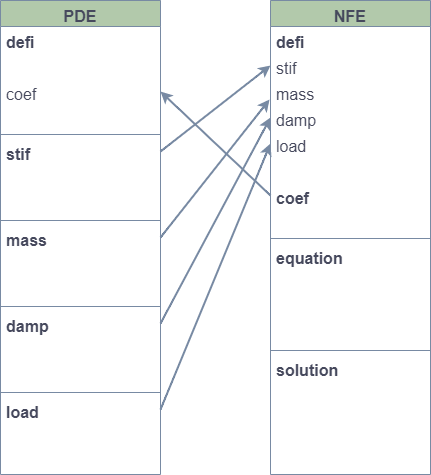 PDE
defi
coef
stif
mass
damp
load
NFE
defi
stif
mass
damp
load
coef
equation
solution